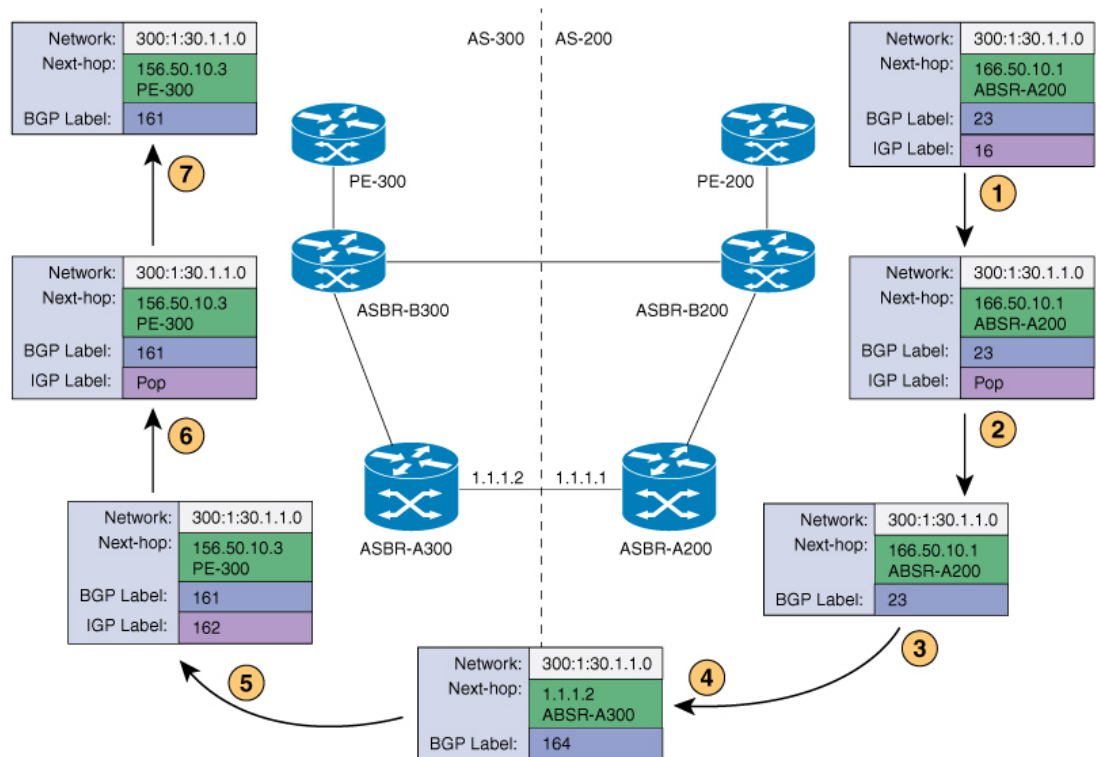 AS-300 AS-200
Network: 300:1:30.1.1.0
Next-hop: 156.50.10.3
PE-300
BGP Label: 161
7
Network: 300:1:30.1.1.0
Next-hop: 166.50.10.1
ABSR-A200
BGP Label: 23
IGP Label: 16
1
PE-300
PE-200
Network: 300:1:30.1.1.0
Next-hop: 156.50.10.3
PE-300
BGP Label: 161
IGP Label: Pop
6
ASBR-B300
ASBR-B200
Network: 300:1:30.1.1.0
Next-hop: 166.50.10.1
ABSR-A200
BGP Label: 23
IGP Label: Pop
2
1.1.1.2 1.1.1.1
ASBR-A300
ASBR-A200
Network: 300:1:30.1.1.0
Next-hop: 156.50.10.3
PE-300
BGP Label: 161
IGP Label: 162
5
Network: 300:1:30.1.1.0
Next-hop: 166.50.10.1
ABSR-A200
BGP Label: 23
3
4
Network: 300:1:30.1.1.0
Next-hop: 1.1.1.2
ABSR-A300
BGP Label: 164